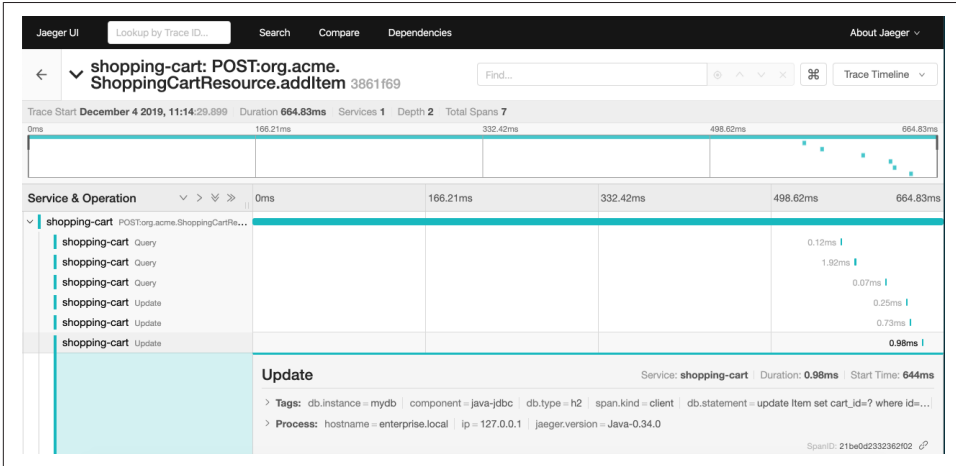 Jaeger UI Lookup by Trace ID... Search Compare Dependencies About Jaeger
shopping-cart: POST:org.acme.
ShoppingCartResource.addItem 3861f69
Find... Trace Timeline
Trace Start December 4 2019, 11:14:29.899 Duration 664.83ms Services 1 Depth 2 Total Spans 7
0ms 166.21ms 332.42ms 498.62ms 664.83ms
Service & Operation 0ms 166.21ms 332.42ms 498.62ms 664.83ms
shopping-cart POST:org.acme.ShoppingCartRe...
shopping-cart Query 0.12ms
shopping-cart Query 1.92ms
shopping-cart Query 0.07ms
shopping-cart Update 0.25ms
shopping-cart Update 0.73ms
shopping-cart Update 0.98ms
Update Service: shopping-cart Duration: 0.98ms Start Time: 644ms
> Tags: db.instance = mydb component = java-jdbc db.type = h2 span.kind = client db.statement = update Item set cart_id=? where id=...
> Process: hostname = enterprise.local ip = 127.0.0.1 jaeger.version = Java-0.34.0
SpanID: 21be0d2332362f02